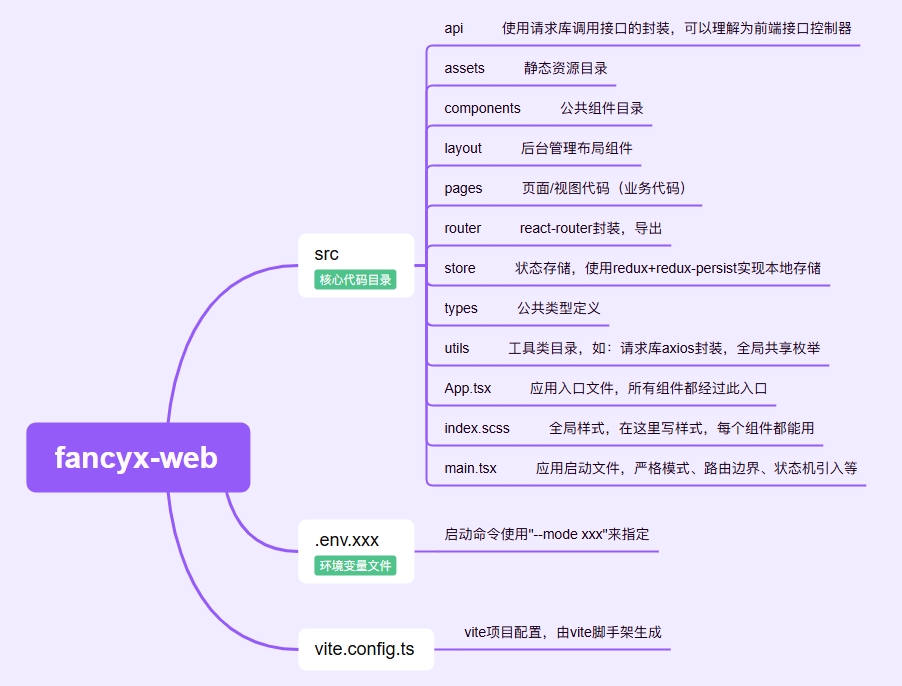 api 使用请求库调用接口的封装，可以理解为前端接口控制器
assets 静态资源目录
components 公共组件目录
layout 后台管理布局组件
pages 页面/视图代码（业务代码）
router react-router封装，导出
src
store 状态存储，使用redux+redux-persist实现本地存储
核心代码目录
types 公共类型定义
utils 工具类目录，如：请求库axios封装，全局共享枚举
App.tsx 应用入口文件，所有组件都经过此入口
index.scss 全局样式，在这里写样式，每个组件都能用
fancyx-web
main.tsx 应用启动文件，严格模式、路由边界、状态机引入等
.env.xxx
启动命令使用"--mode xxx"来指定
环境变量文件
vite.config.ts
vite项目配置，由vite脚手架生成